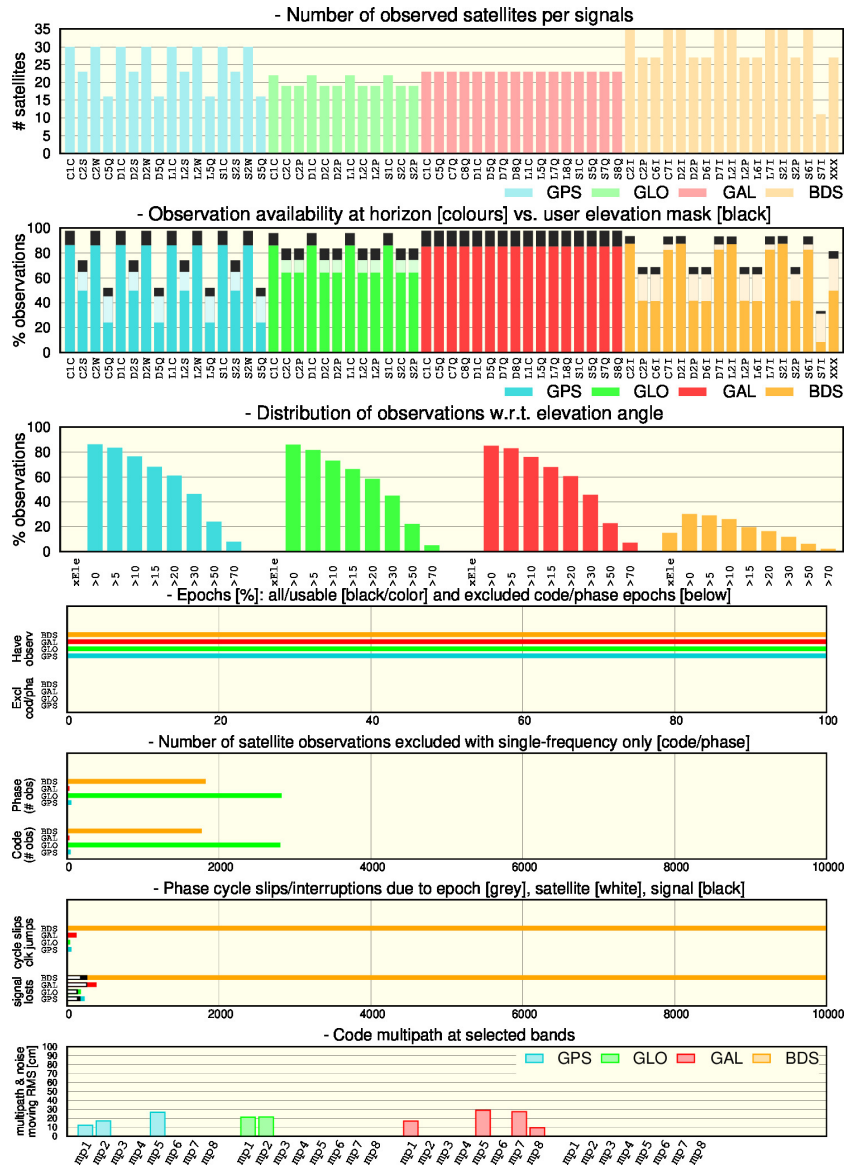 - Number of observed satellites per signals
# satellites
35
30
25
20
15
10
5
0
C1C C2S C2W C5Q D1C D2S D2W D5Q L1C L2S L2W L5Q S1C S2S S2W S5Q C1C C2C C2P D1C D2C D2P L1C L2C L2P S1C S2C S2P C1C C5Q C7Q C8Q D1C D5Q D7Q D8Q L1C L5Q L7Q L8Q S1C S5Q S7Q S8Q C2I C2P C6I C7I D2I D2P D6I D7I L2I L2P L6I L7I S2I S2P S6I S7I XXX
GPS GLO GAL BDS
- Observation availability at horizon [colours] vs. user elevation mask [black]
% observations
100
80
60
40
20
0
C1C C2S C2W C5Q D1C D2S D2W D5Q L1C L2S L2W L5Q S1C S2S S2W S5Q C1C C2C C2P D1C D2C D2P L1C L2C L2P S1C S2C S2P C1C C5Q C7Q C8Q D1C D5Q D7Q D8Q L1C L5Q L7Q L8Q S1C S5Q S7Q S8Q C2I C2P C6I C7I D2I D2P D6I D7I L2I L2P L6I L7I S2I S2P S6I S7I XXX
GPS GLO GAL BDS
- Distribution of observations w.r.t. elevation angle
% observations
100
80
60
40
20
0
xEle >0 >5 >10 >15 >20 >30 >50 >70 xEle >0 >5 >10 >15 >20 >30 >50 >70 xEle >0 >5 >10 >15 >20 >30 >50 >70 xEle >0 >5 >10 >15 >20 >30 >50 >70
- Epochs [%]: all/usable [black/color] and excluded code/phase epochs [below]
Have
observ
BDS
GAL
GLO
GPS
Excl
cod/pha
BDS
GAL
GLO
GPS
0 20 40 60 80 100
- Number of satellite observations excluded with single-frequency only [code/phase]
Phase
(# obs)
BDS
GAL
GLO
GPS
Code
(# obs)
BDS
GAL
GLO
GPS
0 2000 4000 6000 8000 10000
- Phase cycle slips/interruptions due to epoch [grey], satellite [white], signal [black]
cycle slips
clk jumps
BDS
GAL
GLO
GPS
signal
losts
BDS
GAL
GLO
GPS
0 2000 4000 6000 8000 10000
- Code multipath at selected bands
multipath & noise
moving RMS [cm]
100
90
80
70
60
50
40
30
20
10
0
GPS GLO GAL BDS
mp1 mp2 mp3 mp4 mp5 mp6 mp7 mp8 mp1 mp2 mp3 mp4 mp5 mp6 mp7 mp8 mp1 mp2 mp3 mp4 mp5 mp6 mp7 mp8 mp1 mp2 mp3 mp4 mp5 mp6 mp7 mp8